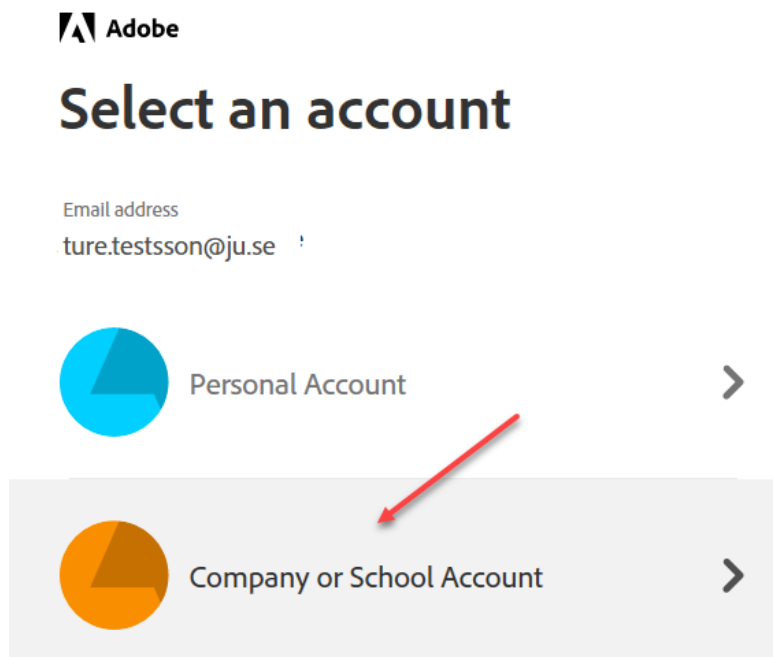 Adobe
Select an account
Email address
ture.testsson@ju.se
Personal Account
Company or School Account